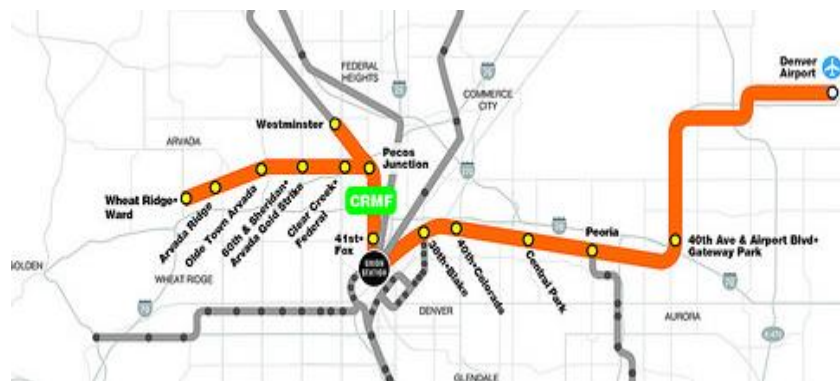 FEDERAL
HEIGHTS
Denver
Airport
COMMERCE
CITY
Westminster
ARVADA
Pecos
Junction
Wheat Ridge•
Ward
Arvada Ridge
Olde Town Arvada
60th & Sheridan•
Arvada Gold Strike
Clear Creek•
Federal
CRMF
41st•
Fox
UNION
STATION
38th•Blake
40th•Colorado
Central Park
Peoria
40th Ave & Airport Blvd•
Gateway Park
GOLDEN
WHEAT RIDGE
DENVER
AURORA
GLENDALE